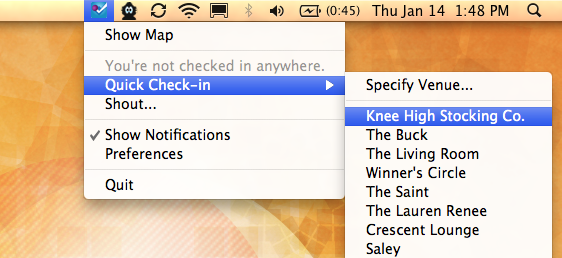 (0:45) Thu Jan 14 1:48 PM
Show Map
You're not checked in anywhere.
Quick Check-in
Shout...
Show Notifications
Preferences
Quit
Specify Venue...
Knee High Stocking Co.
The Buck
The Living Room
Winner's Circle
The Saint
The Lauren Renee
Crescent Lounge
Saley